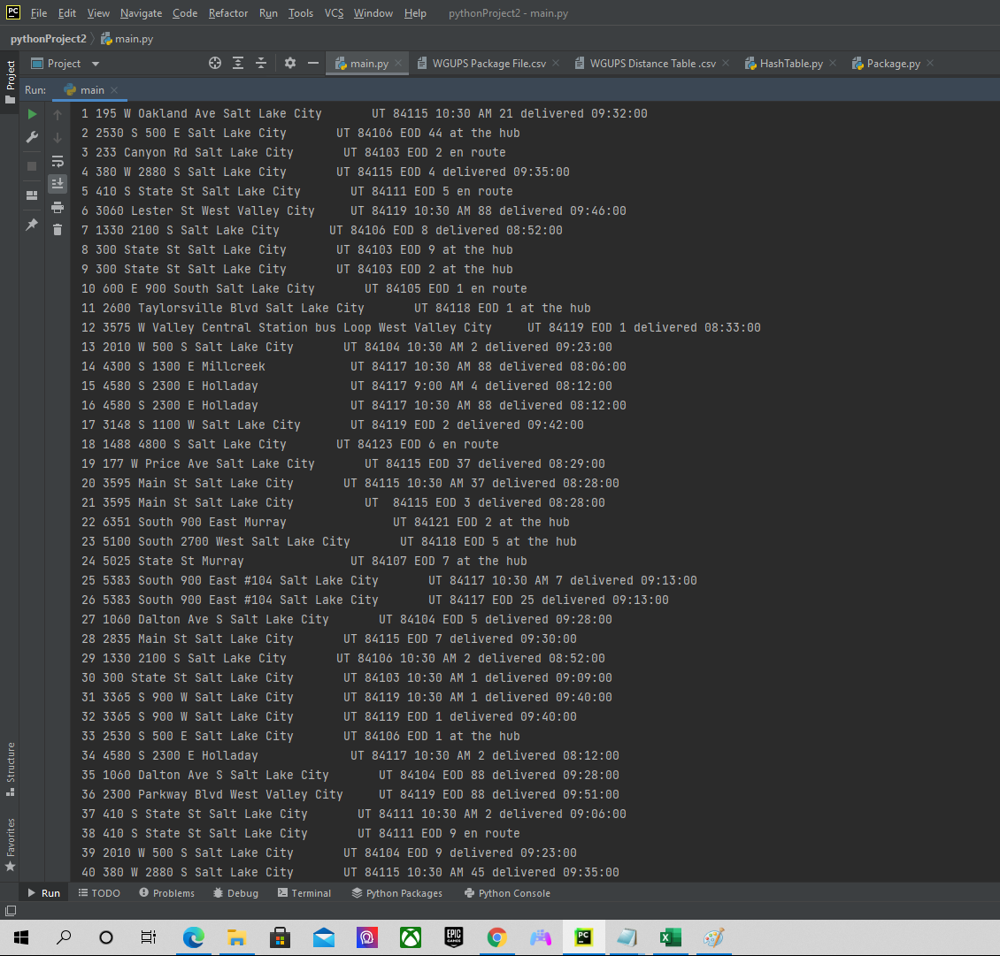 PC File Edit View Navigate Code Refactor Run Tools VCS Window Help pythonProject2 - main.py
pythonProject2 main.py
Project
Project main.py WGUPS Package File.csv WGUPS Distance Table .csv HashTable.py Package.py
Run: main
1 195 W Oakland Ave Salt Lake City UT 84115 10:30 AM 21 delivered 09:32:00
2 2530 S 500 E Salt Lake City UT 84106 EOD 44 at the hub
3 233 Canyon Rd Salt Lake City UT 84103 EOD 2 en route
4 380 W 2880 S Salt Lake City UT 84115 EOD 4 delivered 09:35:00
5 410 S State St Salt Lake City UT 84111 EOD 5 en route
6 3060 Lester St West Valley City UT 84119 10:30 AM 88 delivered 09:46:00
7 1330 2100 S Salt Lake City UT 84106 EOD 8 delivered 08:52:00
8 300 State St Salt Lake City UT 84103 EOD 9 at the hub
9 300 State St Salt Lake City UT 84103 EOD 2 at the hub
10 600 E 900 South Salt Lake City UT 84105 EOD 1 en route
11 2600 Taylorsville Blvd Salt Lake City UT 84118 EOD 1 at the hub
12 3575 W Valley Central Station bus Loop West Valley City UT 84119 EOD 1 delivered 08:33:00
13 2010 W 500 S Salt Lake City UT 84104 10:30 AM 2 delivered 09:23:00
14 4300 S 1300 E Millcreek UT 84117 10:30 AM 88 delivered 08:06:00
15 4580 S 2300 E Holladay UT 84117 9:00 AM 4 delivered 08:12:00
16 4580 S 2300 E Holladay UT 84117 10:30 AM 88 delivered 08:12:00
17 3148 S 1100 W Salt Lake City UT 84119 EOD 2 delivered 09:42:00
18 1488 4800 S Salt Lake City UT 84123 EOD 6 en route
19 177 W Price Ave Salt Lake City UT 84115 EOD 37 delivered 08:29:00
20 3595 Main St Salt Lake City UT 84115 10:30 AM 37 delivered 08:28:00
21 3595 Main St Salt Lake City UT 84115 EOD 3 delivered 08:28:00
22 6351 South 900 East Murray UT 84121 EOD 2 at the hub
23 5100 South 2700 West Salt Lake City UT 84118 EOD 5 at the hub
24 5025 State St Murray UT 84107 EOD 7 at the hub
25 5383 South 900 East #104 Salt Lake City UT 84117 10:30 AM 7 delivered 09:13:00
26 5383 South 900 East #104 Salt Lake City UT 84117 EOD 25 delivered 09:13:00
27 1060 Dalton Ave S Salt Lake City UT 84104 EOD 5 delivered 09:28:00
28 2835 Main St Salt Lake City UT 84115 EOD 7 delivered 09:30:00
29 1330 2100 S Salt Lake City UT 84106 10:30 AM 2 delivered 08:52:00
30 300 State St Salt Lake City UT 84103 10:30 AM 1 delivered 09:09:00
31 3365 S 900 W Salt Lake City UT 84119 10:30 AM 1 delivered 09:40:00
32 3365 S 900 W Salt Lake City UT 84119 EOD 1 delivered 09:40:00
33 2530 S 500 E Salt Lake City UT 84106 EOD 1 at the hub
34 4580 S 2300 E Holladay UT 84117 10:30 AM 2 delivered 08:12:00
35 1060 Dalton Ave S Salt Lake City UT 84104 EOD 88 delivered 09:28:00
36 2300 Parkway Blvd West Valley City UT 84119 EOD 88 delivered 09:51:00
37 410 S State St Salt Lake City UT 84111 10:30 AM 2 delivered 09:06:00
38 410 S State St Salt Lake City UT 84111 EOD 9 en route
39 2010 W 500 S Salt Lake City UT 84104 EOD 9 delivered 09:23:00
40 380 W 2880 S Salt Lake City UT 84115 10:30 AM 45 delivered 09:35:00
Structure
Favorites
Run TODO Problems Debug Terminal Python Packages Python Console
EPIC GAMES PC X